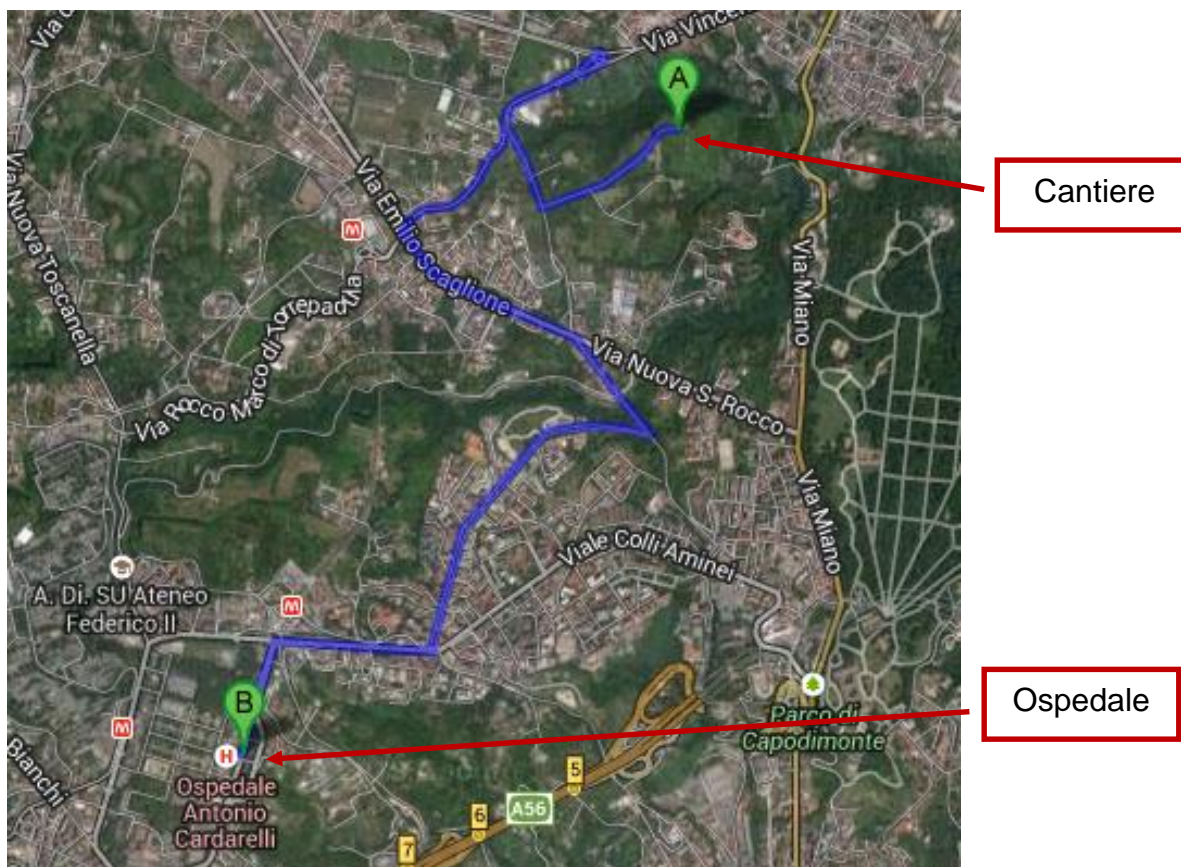 Via Vincen
A
Cantiere
Via Emilio Scaglione
M
Via Miano
Via Nuova Toscanella
Via Rocco Marco di Torrepadula
Via Nuova S. Rocco
Via Miano
Viale Colli Aminei
A. Di. SU Ateneo
Federico II
M
B
Ospedale
M
Parco di
Capodimonte
H
Bianchi
5
Ospedale
Antonio
Cardarelli
A56
6
7